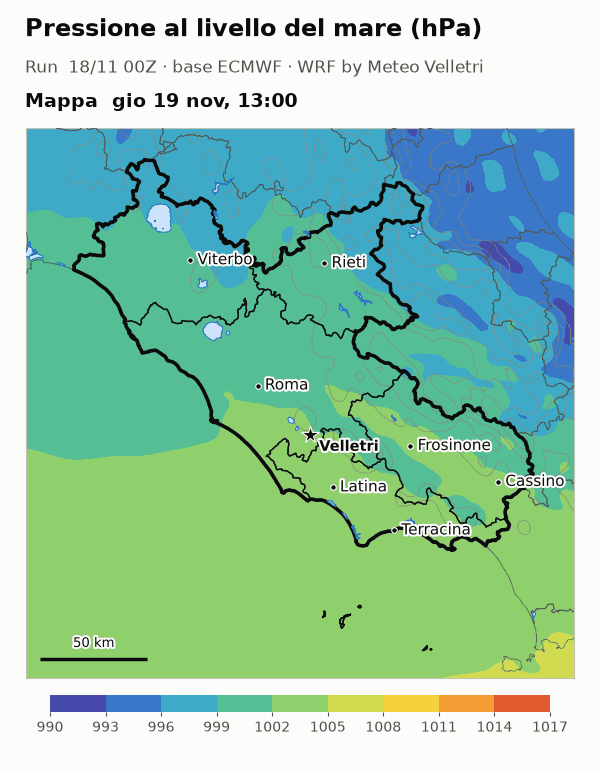 Pressione al livello del mare (hPa)
Run 18/11 00Z · base ECMWF · WRF by Meteo Velletri
Mappa gio 19 nov, 13:00
Viterbo
Rieti
Roma
Velletri
Frosinone
Latina
Cassino
Terracina
50 km
990 993 996 999 1002 1005 1008 1011 1014 1017